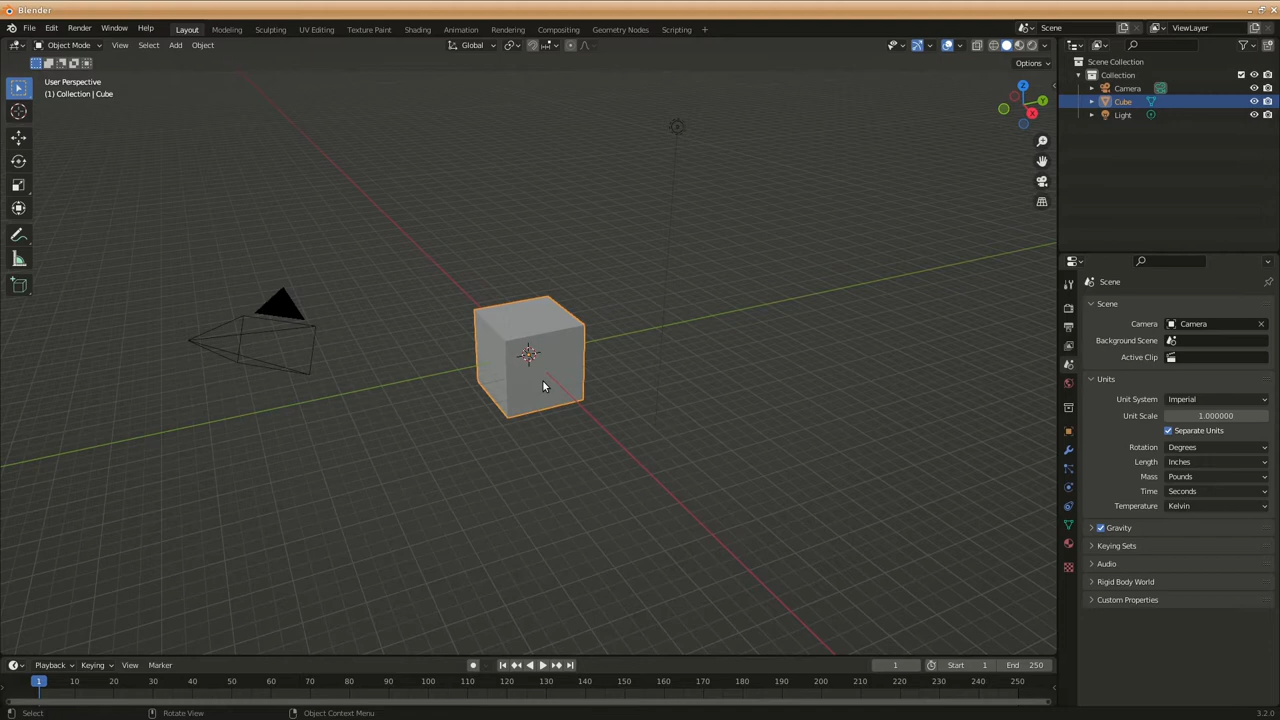 Blender
File Edit Render Window Help Layout Modeling Sculpting UV Editing Texture Paint Shading Animation Rendering Compositing Geometry Nodes Scripting + Scene ViewLayer
Object Mode View Select Add Object Global
Options
User Perspective
(1) Collection | Cube
Z
Y
X
Scene Collection
Collection
Camera
Cube
Light
Scene
Scene
Camera Camera
Background Scene
Active Clip
Units
Unit System Imperial
Unit Scale 1.000000
Separate Units
Rotation Degrees
Length Inches
Mass Pounds
Time Seconds
Temperature Kelvin
Gravity
Keying Sets
Audio
Rigid Body World
Custom Properties
Playback Keying View Marker 1 Start 1 End 250
1 10 20 30 40 50 60 70 80 90 100 110 120 130 140 150 160 170 180 190 200 210 220 230 240 250
Select Rotate View Object Context Menu 3.2.0